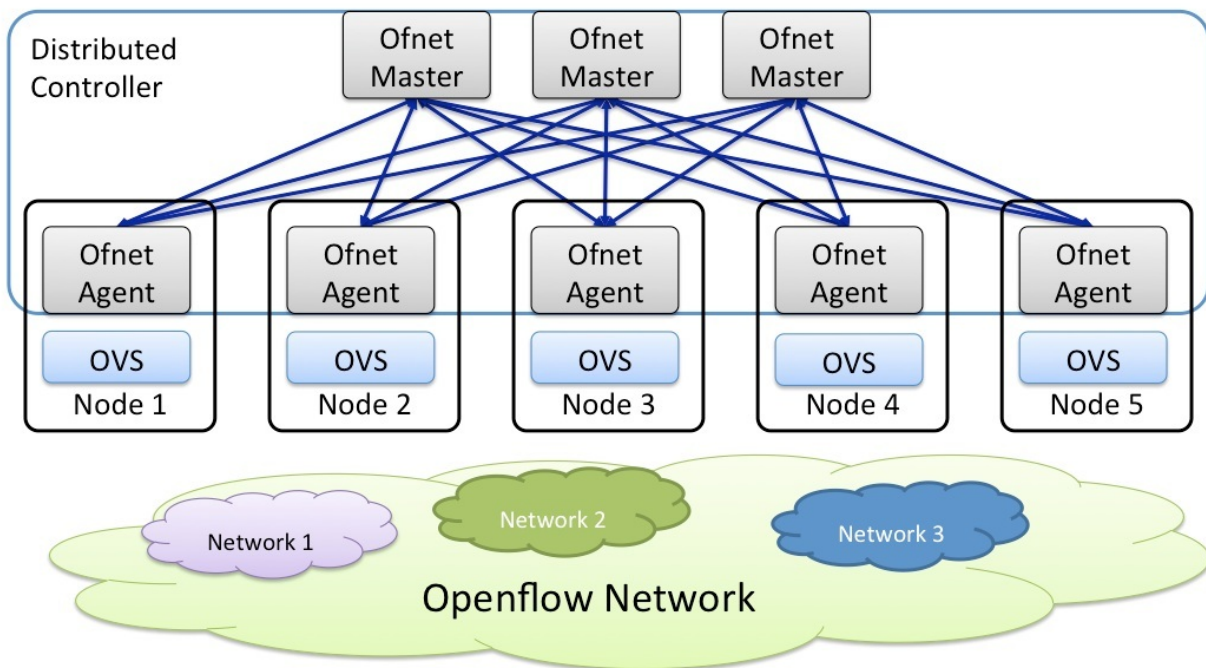 Distributed
Controller
Ofnet
Master
Ofnet
Master
Ofnet
Master
Ofnet
Agent
OVS
Node 1
Ofnet
Agent
OVS
Node 2
Ofnet
Agent
OVS
Node 3
Ofnet
Agent
OVS
Node 4
Ofnet
Agent
OVS
Node 5
Network 1
Network 2
Network 3
Openflow Network